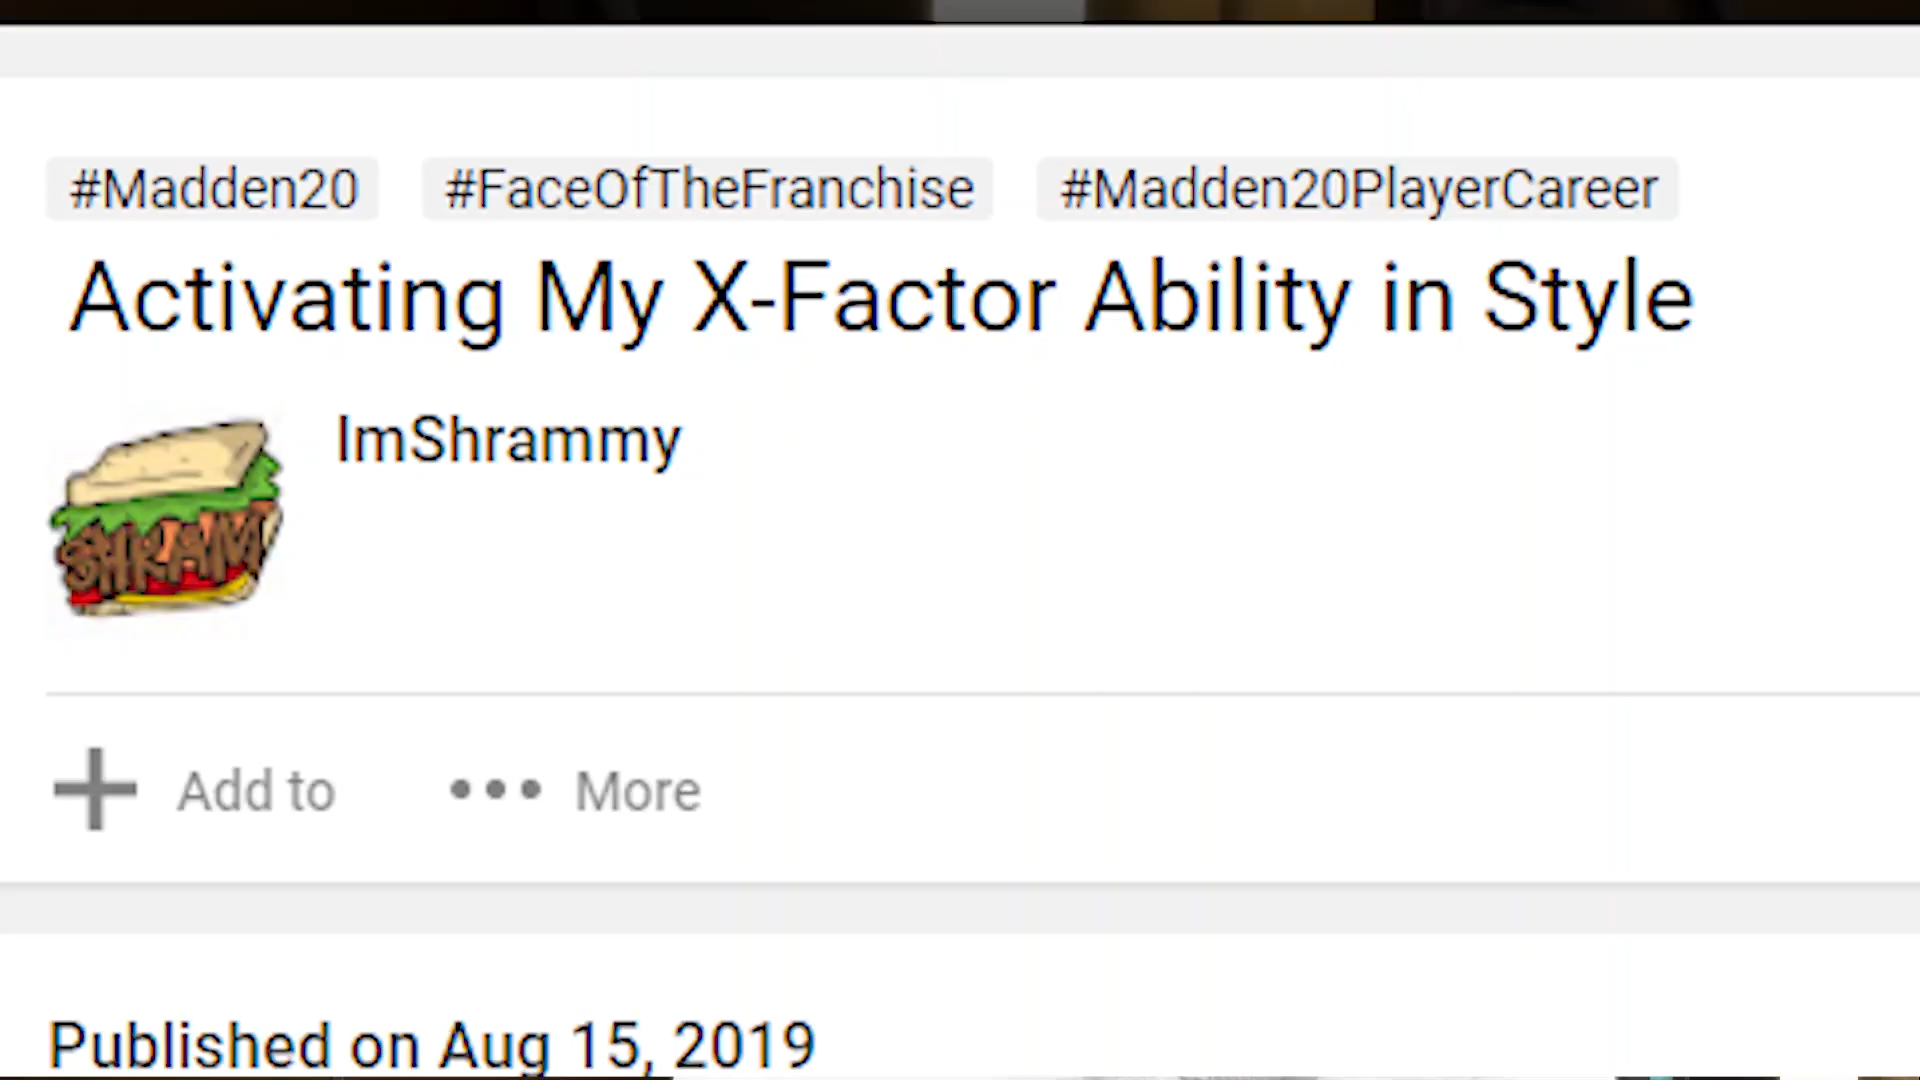 #Madden20 #FaceOfTheFranchise #Madden20PlayerCareer
Activating My X-Factor Ability in Style
ImShrammy
SHRAM
Add to More
Published on Aug 15, 2019